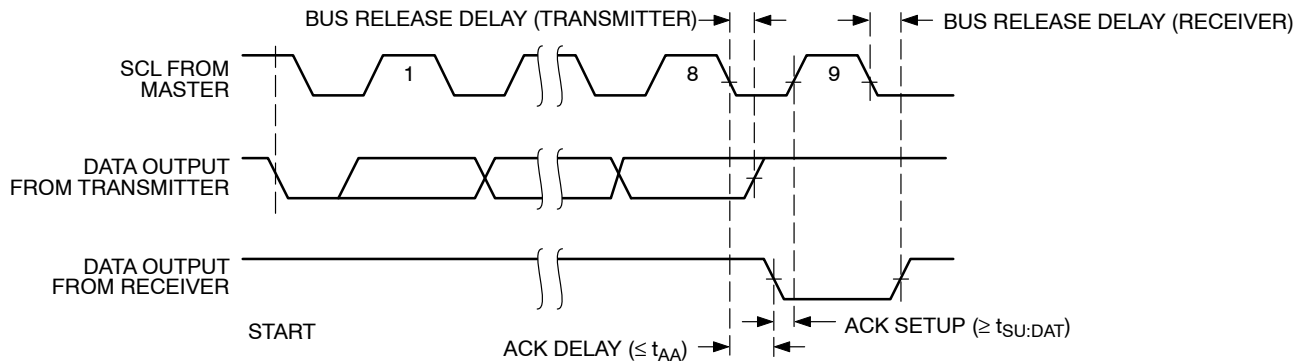 BUS RELEASE DELAY (TRANSMITTER)
BUS RELEASE DELAY (RECEIVER)
SCL FROM
MASTER
1
8
9
DATA OUTPUT
FROM TRANSMITTER
DATA OUTPUT
FROM RECEIVER
START
ACK SETUP (≥ tSU:DAT)
ACK DELAY (≤ tAA)